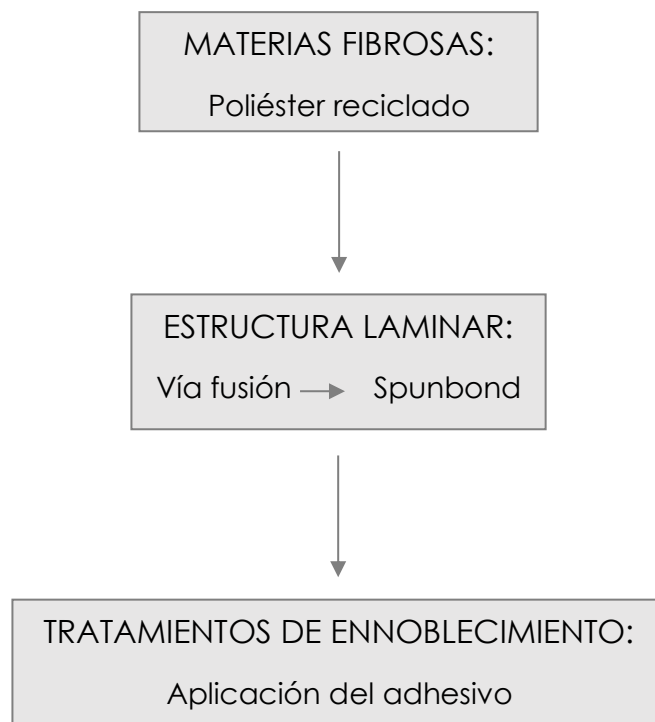 MATERIAS FIBROSAS:
Poliéster reciclado
ESTRUCTURA LAMINAR:
Vía fusión → Spunbond
TRATAMIENTOS DE ENNOBLECIMIENTO:
Aplicación del adhesivo